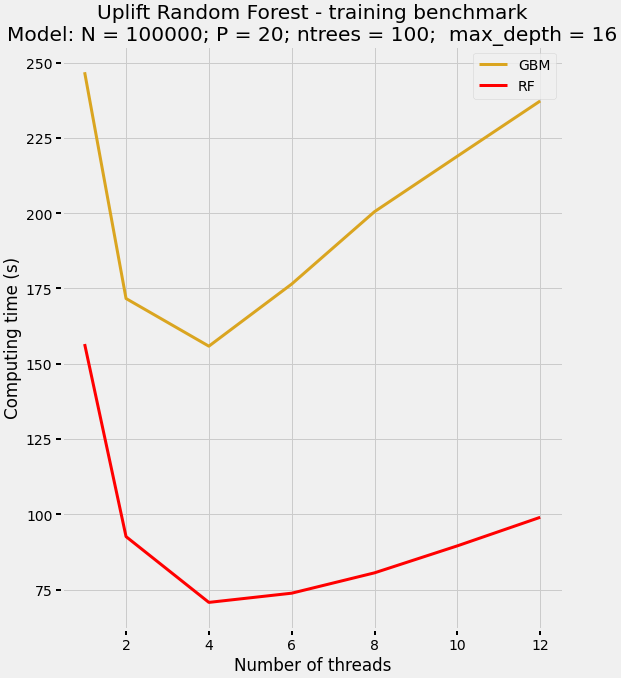 Uplift Random Forest - training benchmark
Model: N = 100000; P = 20; ntrees = 100;  max_depth = 16
GBM
RF
Computing time (s)
250
225
200
175
150
125
100
75
2 4 6 8 10 12
Number of threads